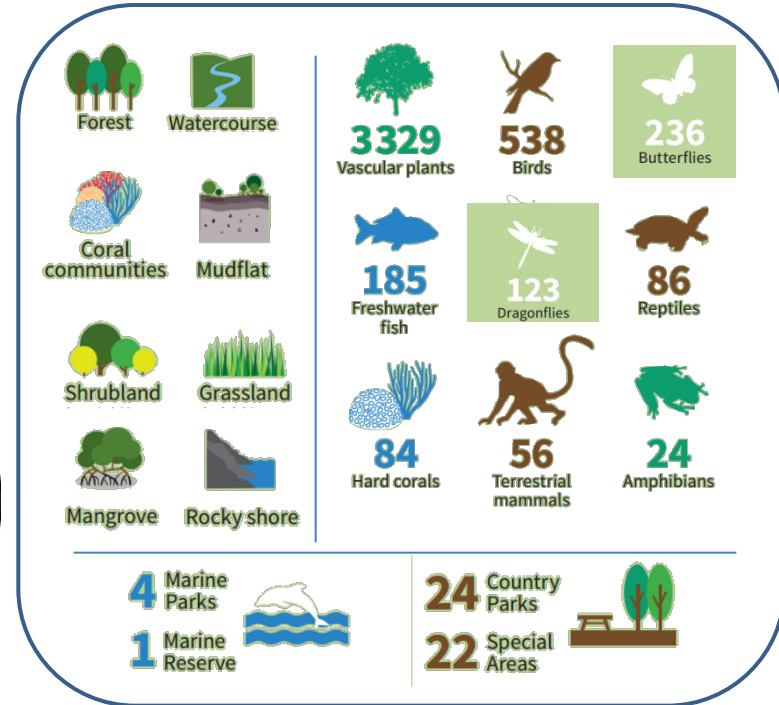 Forest
Watercourse
Coral
communities
Mudflat
Shrubland
Grassland
Mangrove
Rocky shore
3329
Vascular plants
538
Birds
236
Butterflies
185
Freshwater
fish
123
Dragonflies
86
Reptiles
84
Hard corals
56
Terrestrial
mammals
24
Amphibians
4 Marine
Parks
1 Marine
Reserve
24 Country
Parks
22 Special
Areas